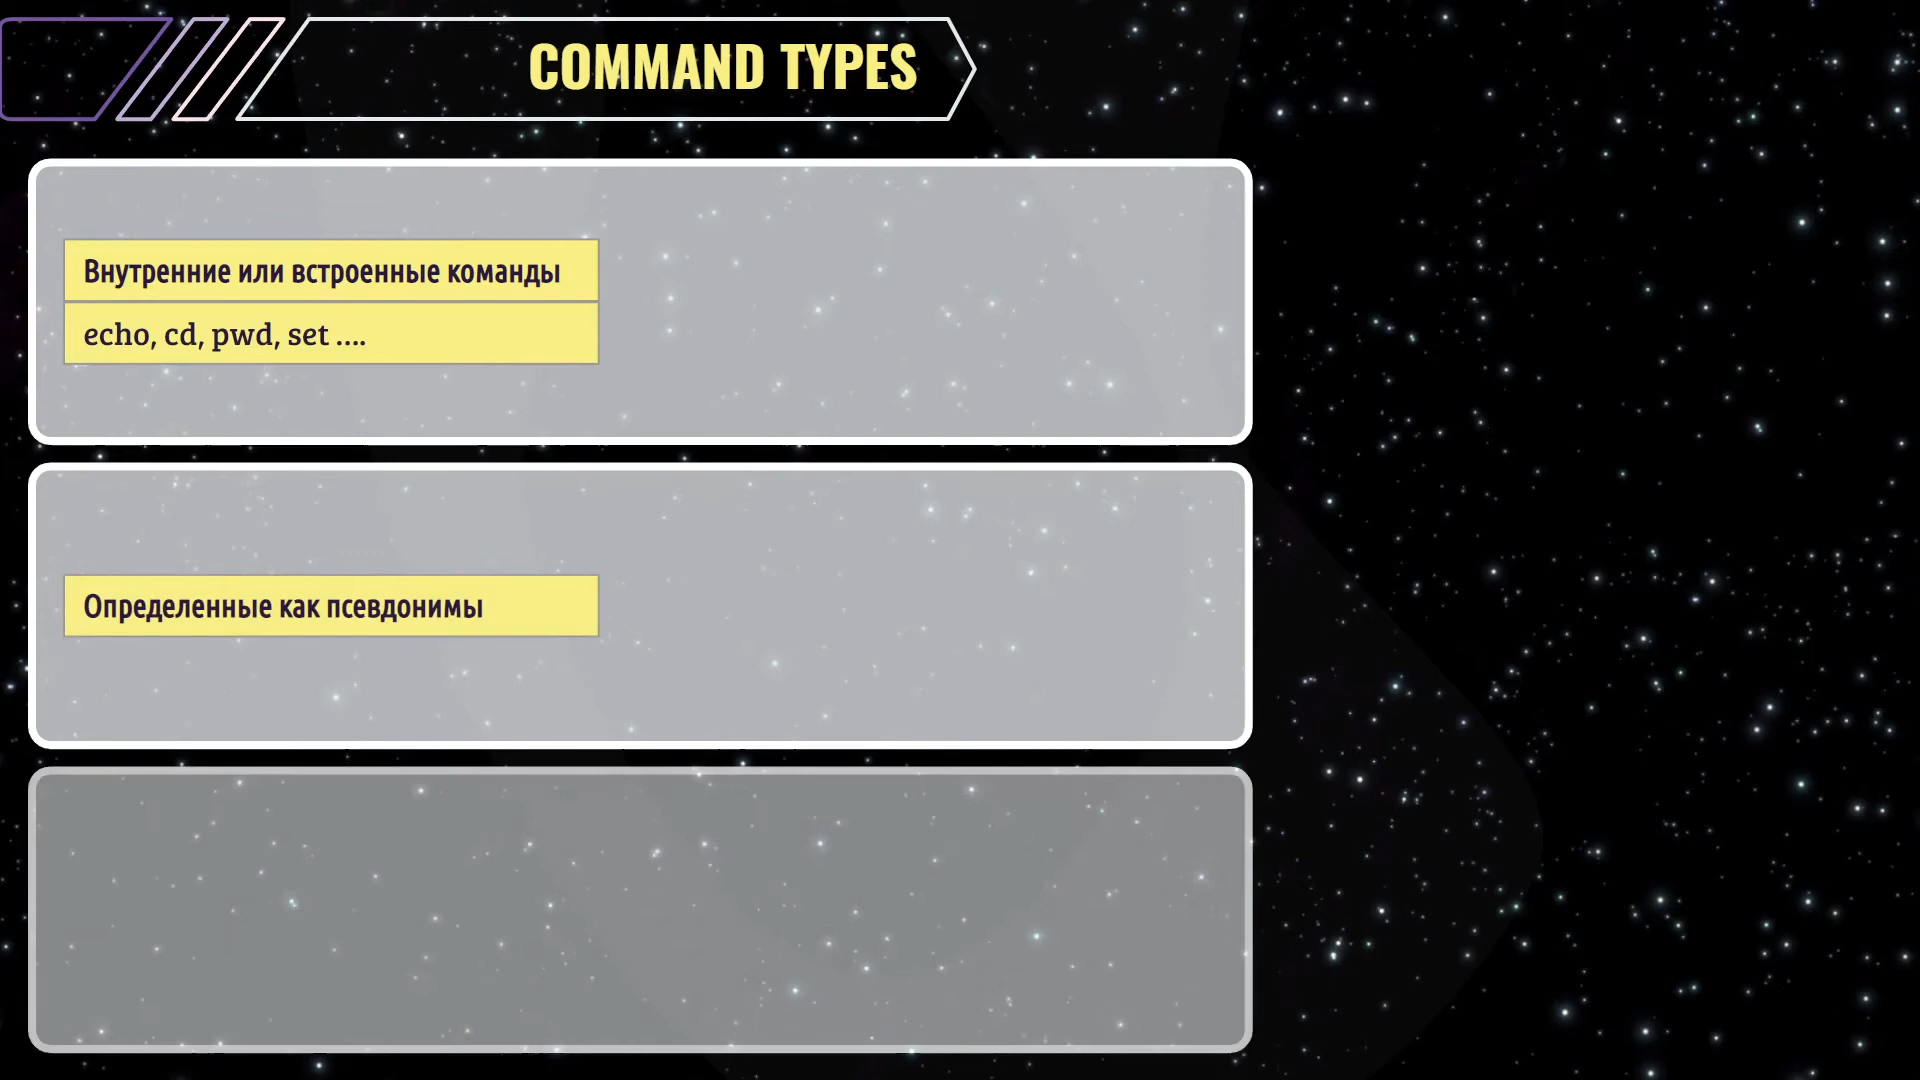 COMMAND TYPES
Внутренние или встроенные команды
echo, cd, pwd, set ....
Определенные как псевдонимы